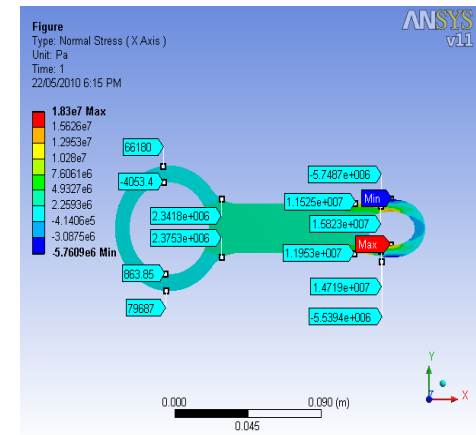 Figure
Type: Normal Stress ( X Axis )
Unit: Pa
Time: 1
22/05/2010 6:15 PM
ANSYS
v11
1.83e7 Max
1.5626e7
1.2953e7
1.028e7
7.6061e6
4.9327e6
2.2593e6
-4.1406e5
-3.0875e6
-5.7609e6 Min
66180
-4053.4
2.3418e+006
2.3753e+006
863.85
79687
-5.7487e+006
1.1525e+007
Min
1.5823e+007
Max
1.1953e+007
1.4719e+007
-5.5394e+006
0.000
0.090 (m)
0.045
Y
Z
X